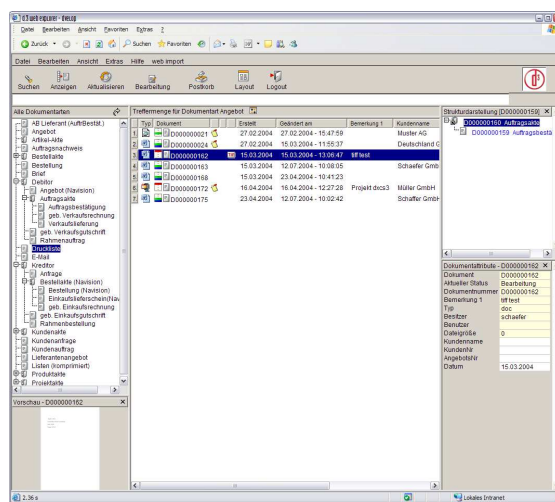 d.3 web explorer - dvelop
Datei Bearbeiten Ansicht Favoriten Extras ?
Zurück Suchen Favoriten
Datei Bearbeiten Ansicht Extras Hilfe web import
Suchen Anzeigen Aktualisieren Bearbeitung Postkorb Layout Logout
Alle Dokumentarten
AB Lieferant (AuftrBestät.)
Angebot
Artikel-Akte
Auftragsnachweis
Bestellakte
Bestellung
Brief
Debitor
Angebot (Navision)
Auftragsakte
Auftragsbestätigung
geb. Verkaufsrechnung
Verkaufslieferung
geb. Verkaufsgutschrift
Rahmenauftrag
Druckliste
E-Mail
Kreditor
Anfrage
Bestellakte (Navision)
Bestellung (Navision)
Einkaufslieferschein(Nav
geb. Einkaufsrechnung
geb. Einkaufsgutschrift
Rahmenbestellung
Kundenakte
Kundenanfrage
Kundenauftrag
Lieferantenangebot
Listen (komprimiert)
Produktakte
Projektakte
Vorschau - D000000162
Treffermenge für Dokumentart Angebot
Typ Dokument Erstellt Geändert am Bemerkung 1 Kundenname
1 D000000021 27.02.2004 27.02.2004 - 15:47:59 Muster AG
2 D000000024 27.02.2004 15.03.2004 - 11:55:37 Deutschland G
3 D000000162 15.03.2004 15.03.2004 - 13:06:47 tiff test
4 D000000163 15.03.2004 12.07.2004 - 10:08:05 Schaefer Gmb
5 D000000168 15.03.2004 23.04.2004 - 10:41:23
6 D000000172 16.04.2004 16.04.2004 - 12:27:28 Projekt dxcs3 Müller GmbH
7 D000000175 23.04.2004 12.07.2004 - 10:02:42 Schaffer GmbH
Strukturdarstellung [D000000159]
D000000160 Auftragsakte
D000000159 Auftragsbestä
Dokumentattribute - D000000162
Dokument D000000162
Aktueller Status Bearbeitung
Dokumentnummer D000000162
Bemerkung 1 tiff test
Typ doc
Besitzer schaefer
Benutzer
Dateigröße 0
Kundenname
KundenNr
AngebotsNr
Datum 15.03.2004
2.36 s Lokales Intranet